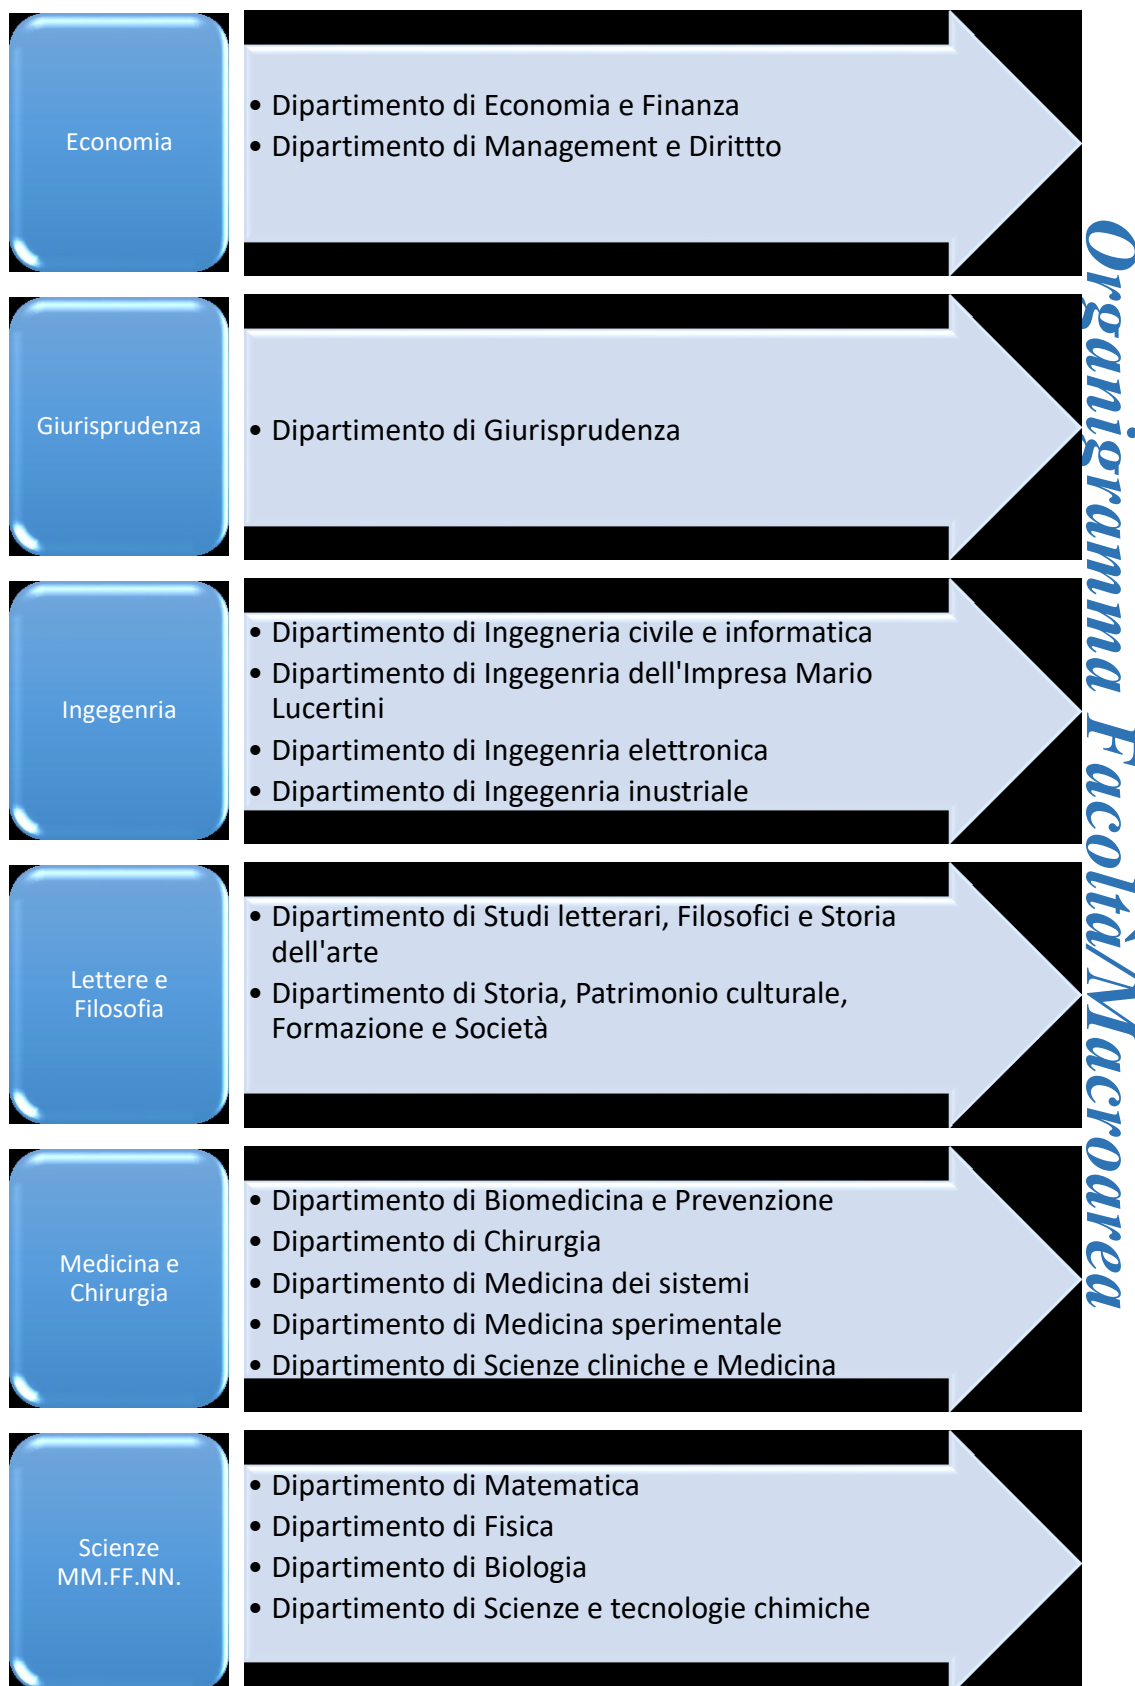 Organigramma Facoltà/Macroarea
Economia
• Dipartimento di Economia e Finanza
• Dipartimento di Management e Dirittto
Giurisprudenza
• Dipartimento di Giurisprudenza
Ingegenria
• Dipartimento di Ingegneria civile e informatica
• Dipartimento di Ingegenria dell'Impresa Mario
Lucertini
• Dipartimento di Ingegenria elettronica
• Dipartimento di Ingegenria inustriale
Lettere e
Filosofia
• Dipartimento di Studi letterari, Filosofici e Storia
dell'arte
• Dipartimento di Storia, Patrimonio culturale,
Formazione e Società
Medicina e
Chirurgia
• Dipartimento di Biomedicina e Prevenzione
• Dipartimento di Chirurgia
• Dipartimento di Medicina dei sistemi
• Dipartimento di Medicina sperimentale
• Dipartimento di Scienze cliniche e Medicina
Scienze
MM.FF.NN.
• Dipartimento di Matematica
• Dipartimento di Fisica
• Dipartimento di Biologia
• Dipartimento di Scienze e tecnologie chimiche